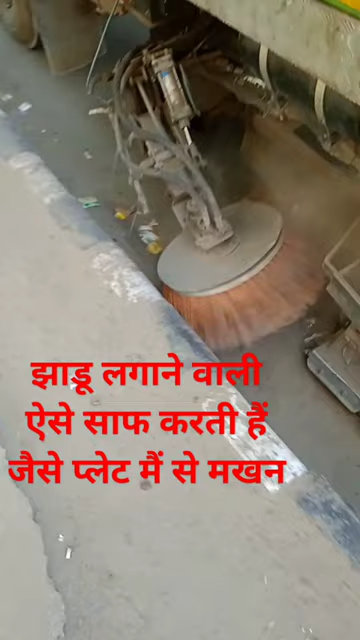 झाडू लगाने वाली
ऐसे साफ करती हैं
जैसे प्लेट मैं से मखन